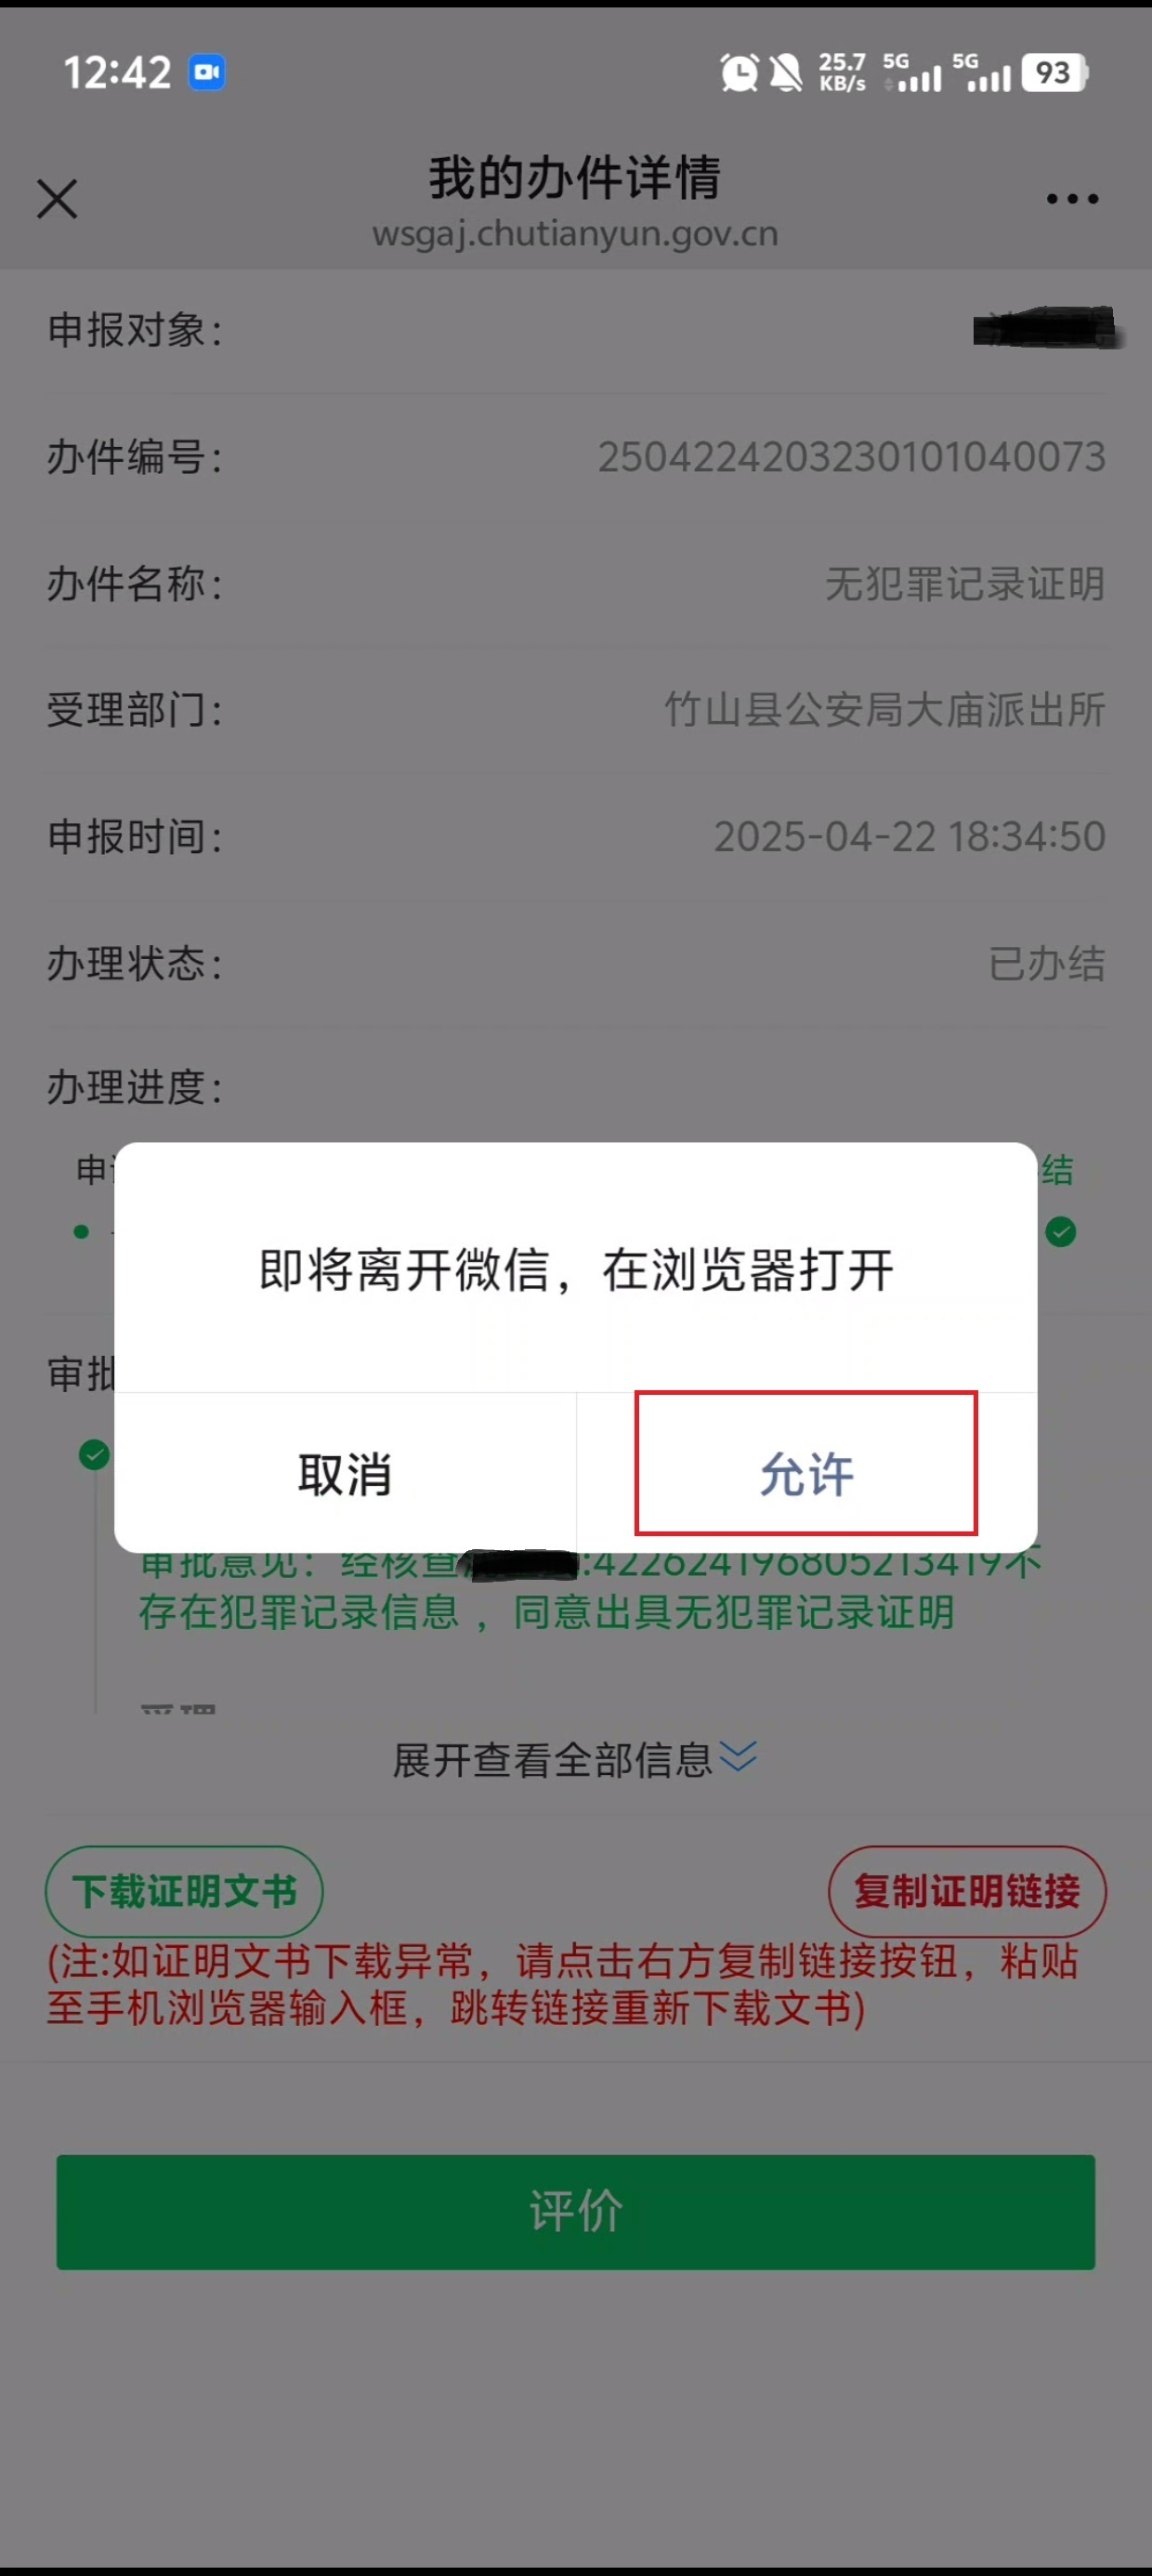 12:42
25.7 KB/s 5G 5G 93
我的办件详情
wsgaj.chutianyun.gov.cn
申报对象：
办件编号： 2504224203230101040073
办件名称： 无犯罪记录证明
受理部门： 竹山县公安局大庙派出所
申报时间： 2025-04-22 18:34:50
办理状态： 已办结
办理进度：
申 结
即将离开微信，在浏览器打开
审批
取消 允许
审批意见：经核查 :422624196805213419不
存在犯罪记录信息，同意出具无犯罪记录证明
展开查看全部信息
下载证明文书 复制证明链接
(注:如证明文书下载异常，请点击右方复制链接按钮，粘贴
至手机浏览器输入框，跳转链接重新下载文书)
评价